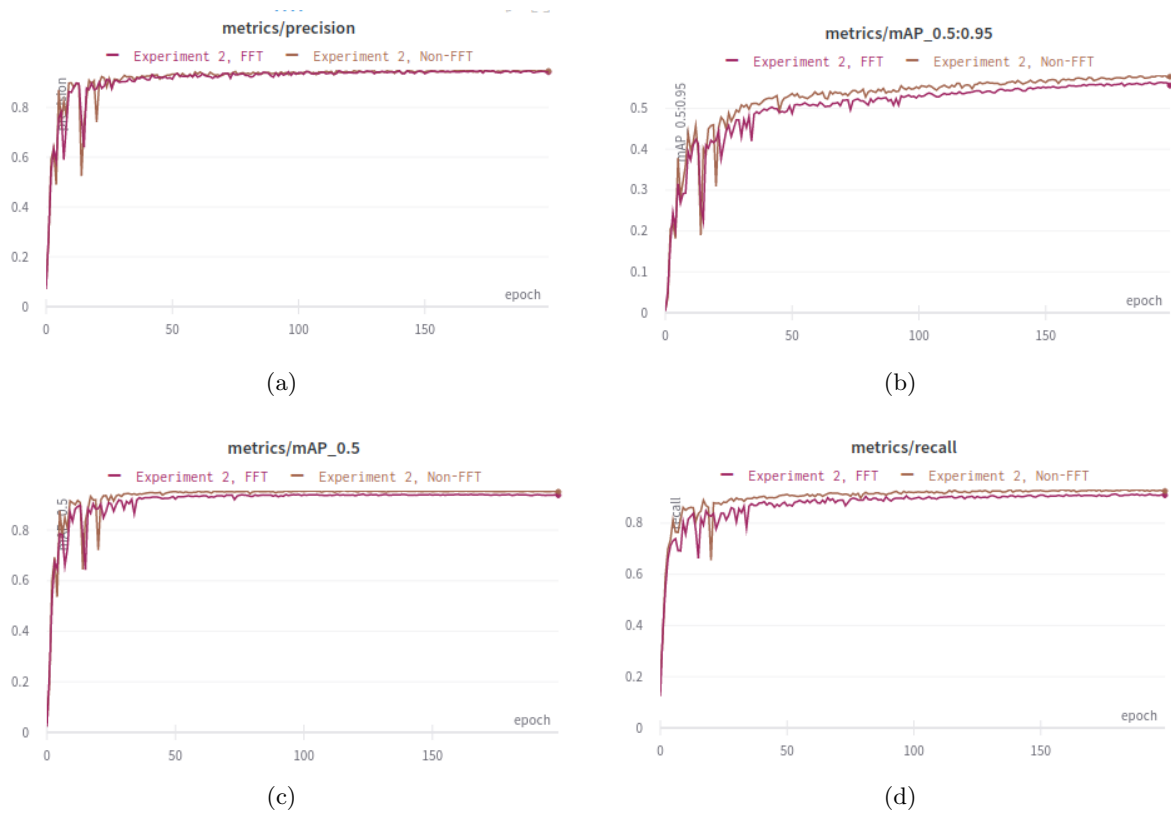 metrics/precision
Experiment 2, FFT Experiment 2, Non-FFT
0.8
0.6
0.4
0.2
0
epoch
0 50 100 150
(a)
metrics/mAP_0.5:0.95
Experiment 2, FFT Experiment 2, Non-FFT
mAP_0.5:0.95
0.5
0.4
0.3
0.2
0.1
0
epoch
0 50 100 150
(b)
metrics/mAP_0.5
Experiment 2, FFT Experiment 2, Non-FFT
mAP_0.5
0.8
0.6
0.4
0.2
0
epoch
0 50 100 150
(c)
metrics/recall
Experiment 2, FFT Experiment 2, Non-FFT
recall
0.8
0.6
0.4
0.2
0
epoch
0 50 100 150
(d)